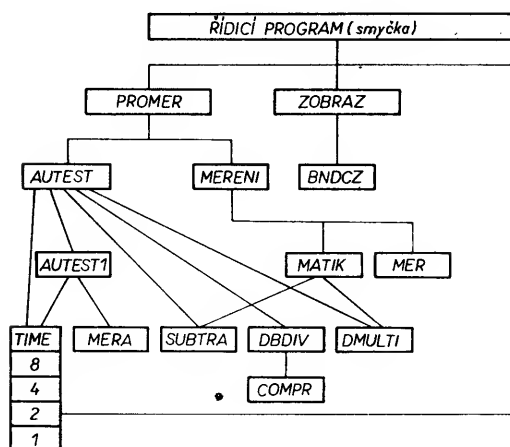 ŘÍDICÍ PROGRAM (smyčka)
PROMER
ZOBRAZ
AUTEST
MERENI
BNDCZ
AUTEST1
MATIK
MER
TIME
MERA
SUBTRA
DBDIV
DMULTI
8
4
COMPR
2
1